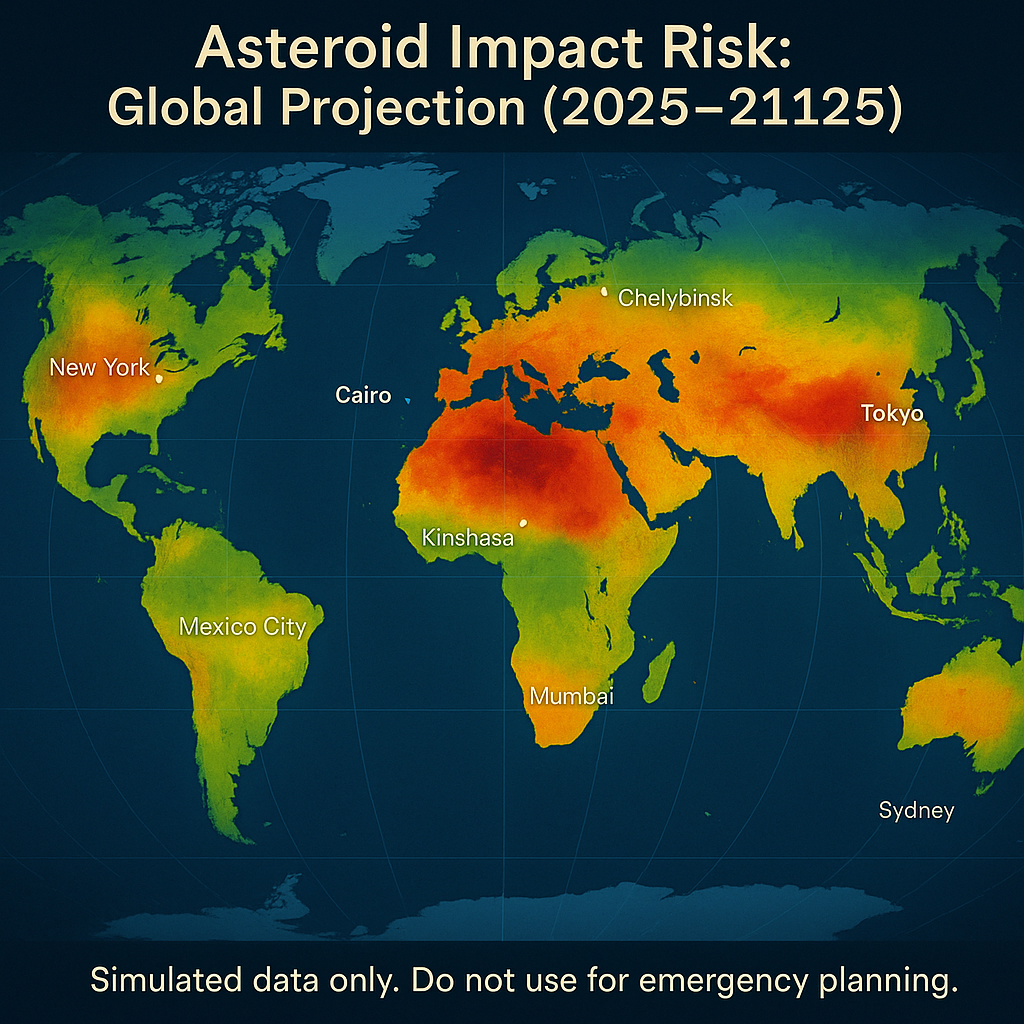 Asteroid Impact Risk:
Global Projection (2025–21125)
Chelybinsk
New York
Cairo
Tokyo
Kinshasa
Mexico City
Mumbai
Sydney
Simulated data only. Do not use for emergency planning.